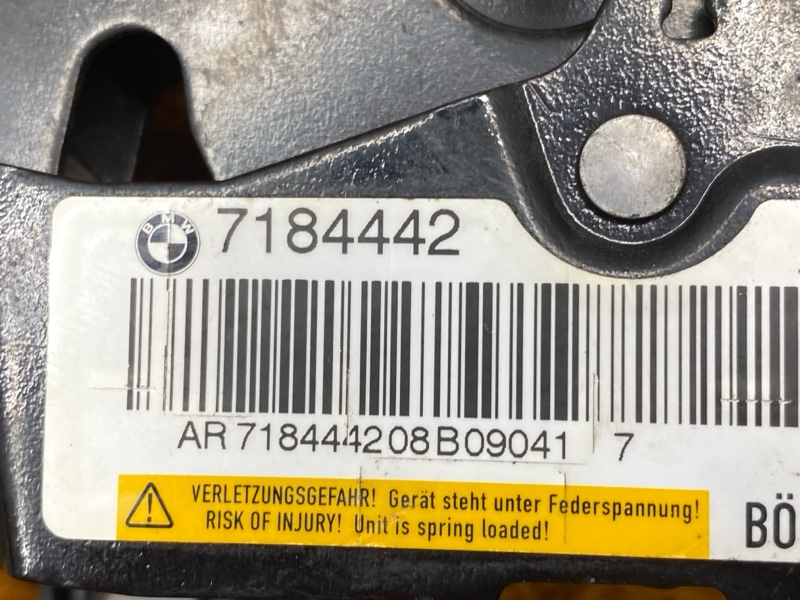 BMW 7184442
AR 718444208B09041 7
VERLETZUNGSGEFAHR! Gerät steht unter Federspannung!
RISK OF INJURY! Unit is spring loaded!
BÖ